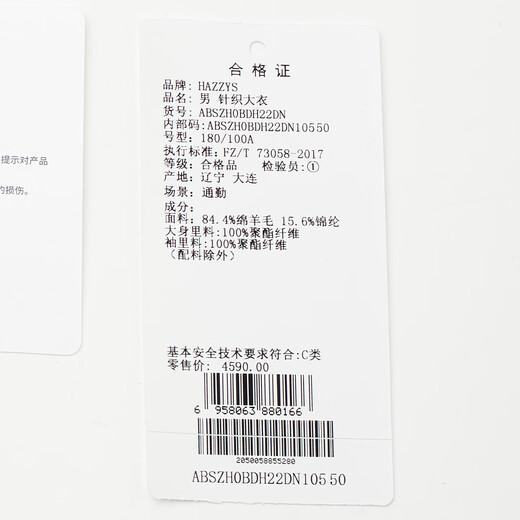 提示对产品
的损伤。
合格证
品牌: HAZZYS
品名: 男 针织大衣
货号: ABSZH0BDH22DN
内部码: ABSZH0BDH22DN10550
号型: 180/100A
执行标准: FZ/T 73058-2017
等级: 合格品 检验员:①
产地: 辽宁 大连
场景: 通勤
成分:
面料: 84.4%绵羊毛 15.6%锦纶
大身里料:100%聚酯纤维
袖里料:100%聚酯纤维
(配料除外)
基本安全技术要求符合:C类
零售价: 4590.00
6 958063 880166
2050058855280
ABSZH0BDH22DN10550